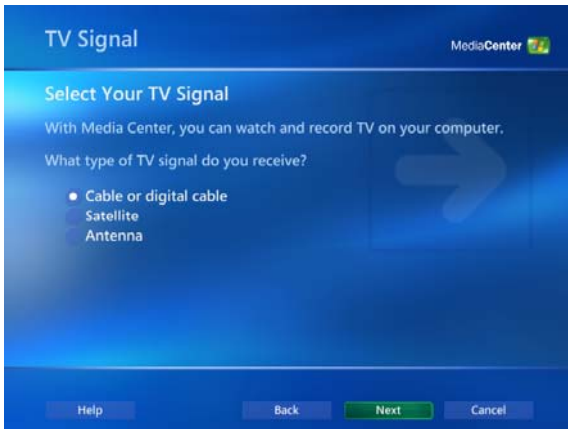 TV Signal
MediaCenter
Select Your TV Signal
With Media Center, you can watch and record TV on your computer.
What type of TV signal do you receive?
Cable or digital cable
Satellite
Antenna
Help Back Next Cancel